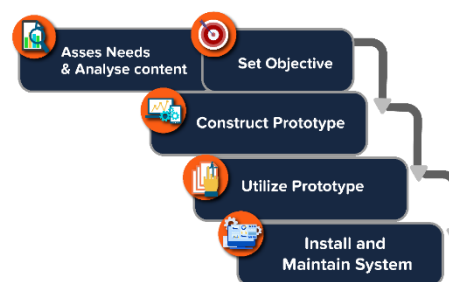 Asses Needs
& Analyse content
Set Objective
Construct Prototype
Utilize Prototype
Install and
Maintain System